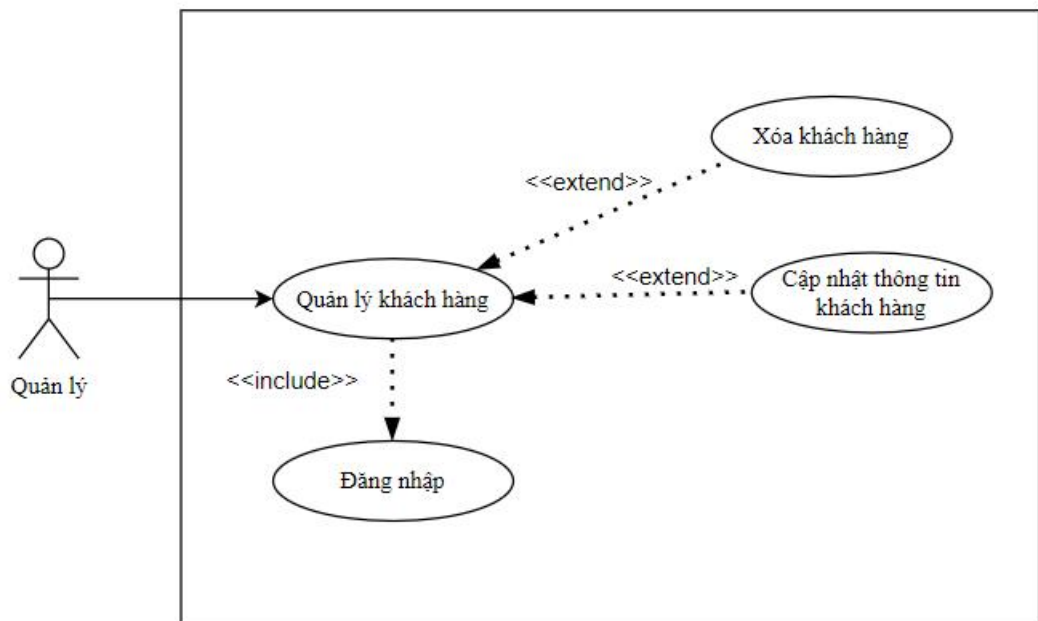 Xóa khách hàng
<<extend>>
<<extend>>
Cập nhật thông tin
khách hàng
Quản lý khách hàng
Quản lý
<<include>>
Đăng nhập